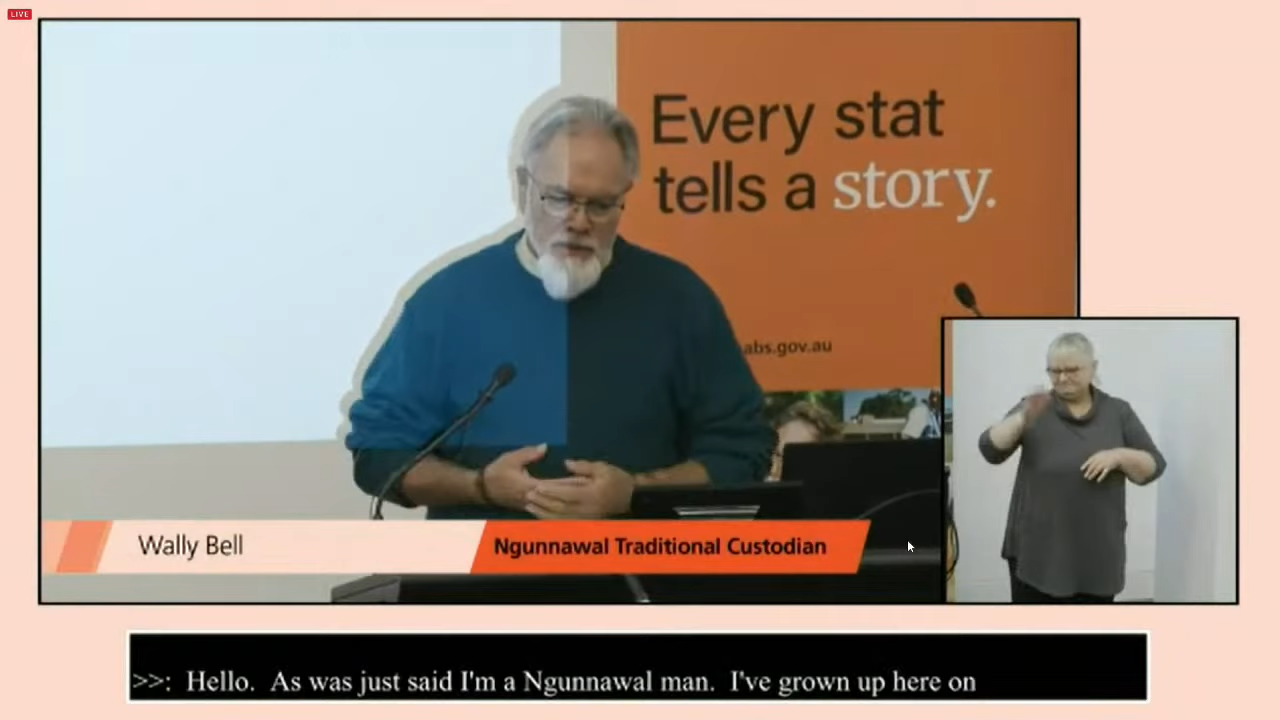 LIVE
Every stat
tells a story.
abs.gov.au
Wally Bell
Ngunnawal Traditional Custodian
>>: Hello. As was just said I'm a Ngunnawal man. I've grown up here on